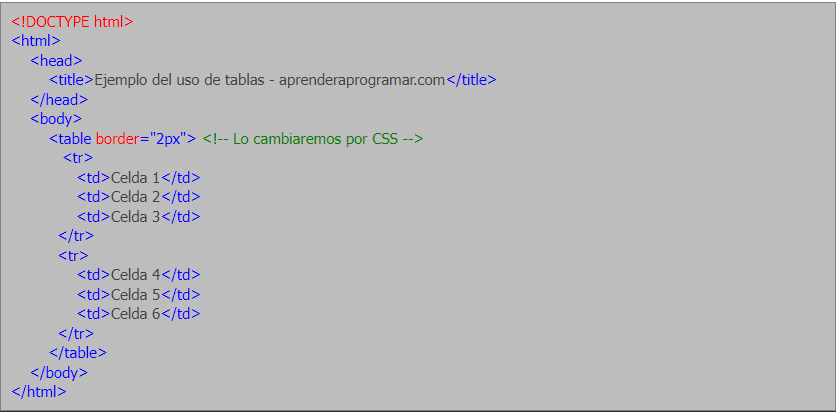 <!DOCTYPE html>
<html>
<head>
<title>Ejemplo del uso de tablas - aprenderaprogramar.com</title>
</head>
<body>
<table border="2px"> <!-- Lo cambiaremos por CSS -->
<tr>
<td>Celda 1</td>
<td>Celda 2</td>
<td>Celda 3</td>
</tr>
<tr>
<td>Celda 4</td>
<td>Celda 5</td>
<td>Celda 6</td>
</tr>
</table>
</body>
</html>